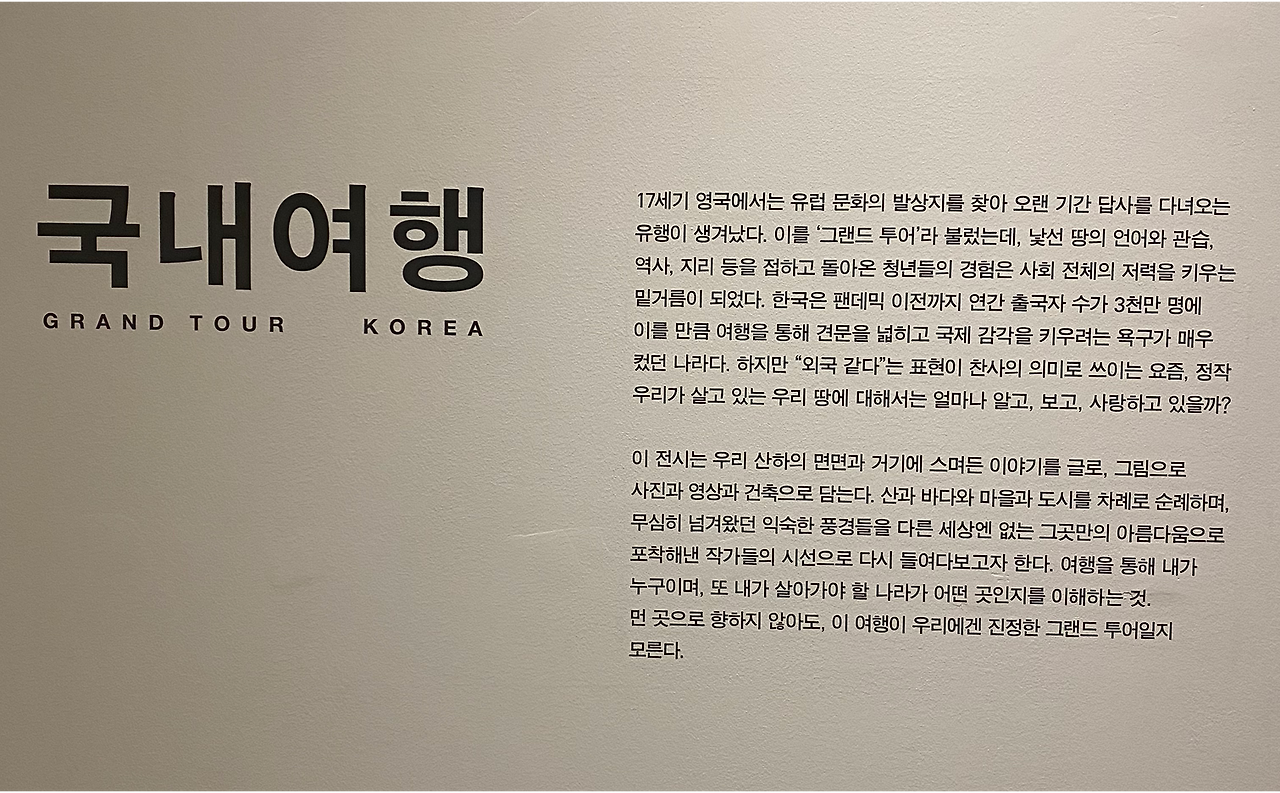 국내여행
GRAND TOUR KOREA
17세기 영국에서는 유럽 문화의 발상지를 찾아 오랜 기간 답사를 다녀오는
유행이 생겨났다. 이를 ‘그랜드 투어’라 불렀는데, 낯선 땅의 언어와 관습,
역사, 지리 등을 접하고 돌아온 청년들의 경험은 사회 전체의 저력을 키우는
밑거름이 되었다. 한국은 팬데믹 이전까지 연간 출국자 수가 3천만 명에
이를 만큼 여행을 통해 견문을 넓히고 국제 감각을 키우려는 욕구가 매우
컸던 나라다. 하지만 “외국 같다”는 표현이 찬사의 의미로 쓰이는 요즘, 정작
우리가 살고 있는 우리 땅에 대해서는 얼마나 알고, 보고, 사랑하고 있을까?
이 전시는 우리 산하의 면면과 거기에 스며든 이야기를 글로, 그림으로
사진과 영상과 건축으로 담는다. 산과 바다와 마을과 도시를 차례로 순례하며,
무심히 넘겨왔던 익숙한 풍경들을 다른 세상엔 없는 그곳만의 아름다움으로
포착해낸 작가들의 시선으로 다시 들여다보고자 한다. 여행을 통해 내가
누구이며, 또 내가 살아가야 할 나라가 어떤 곳인지를 이해하는 것.
먼 곳으로 향하지 않아도, 이 여행이 우리에겐 진정한 그랜드 투어일지
모른다.